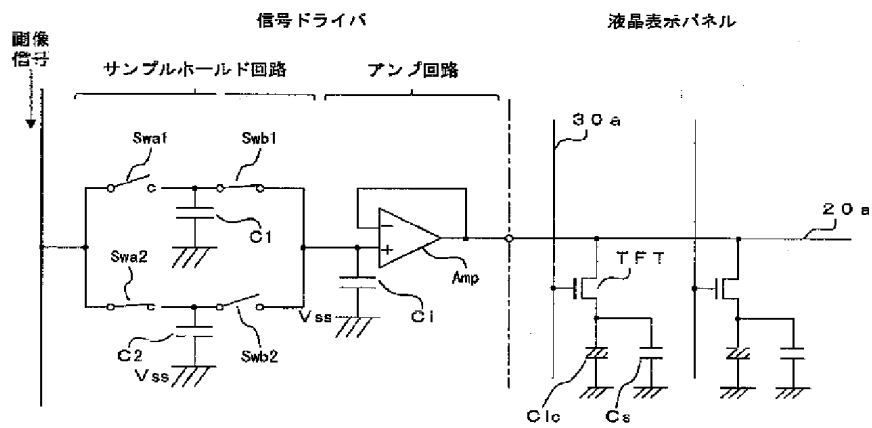 信号ドライバ
液晶表示パネル
画像
信号
サンプルホールド回路
アンプ回路
30a
Swa1
Swb1
C1
20a
Swa2
Amp
TFT
Vss
Ci
C2
Swb2
Vss
Clc
Cs